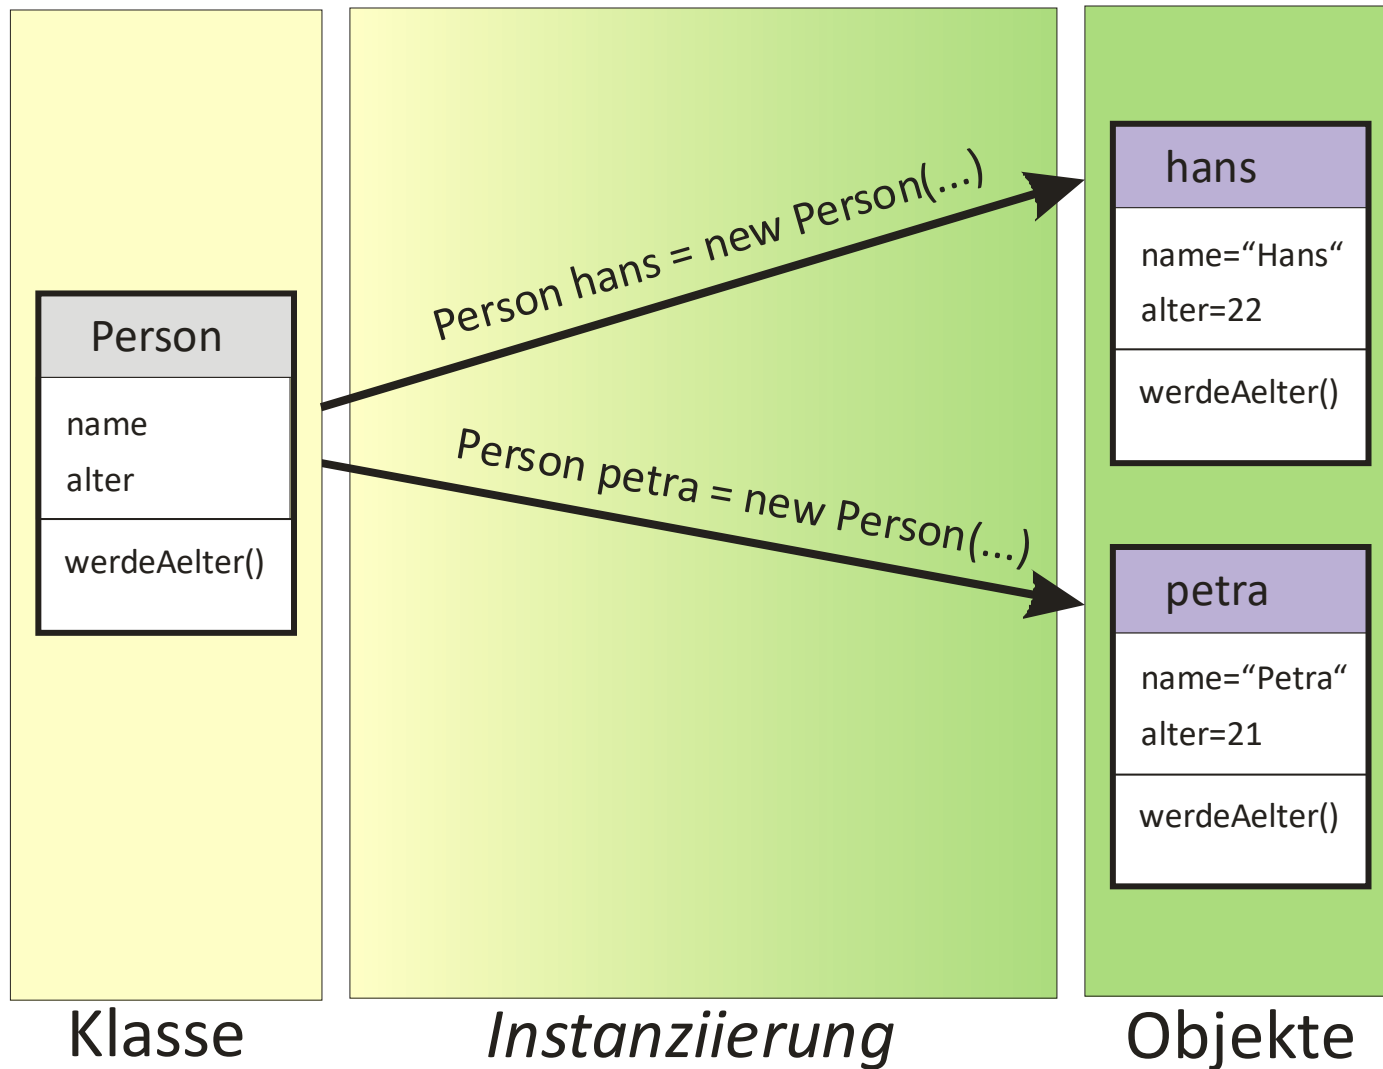 Person
name
alter
werdeAelter()
Person hans = new Person(...)
Person petra = new Person(...)
hans
name=“Hans“
alter=22
werdeAelter()
petra
name=“Petra“
alter=21
werdeAelter()
Klasse
Instanziierung
Objekte